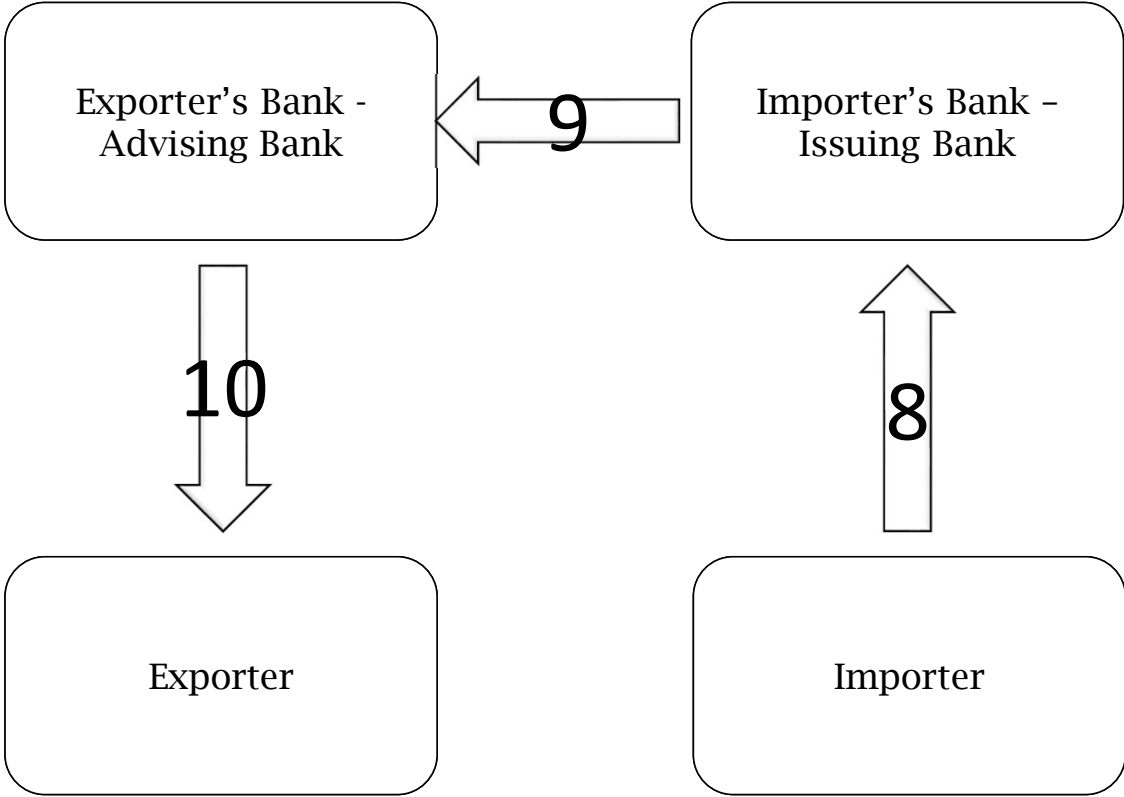 Exporter’s Bank -
Advising Bank
9
Importer’s Bank –
Issuing Bank
10
8
Exporter
Importer